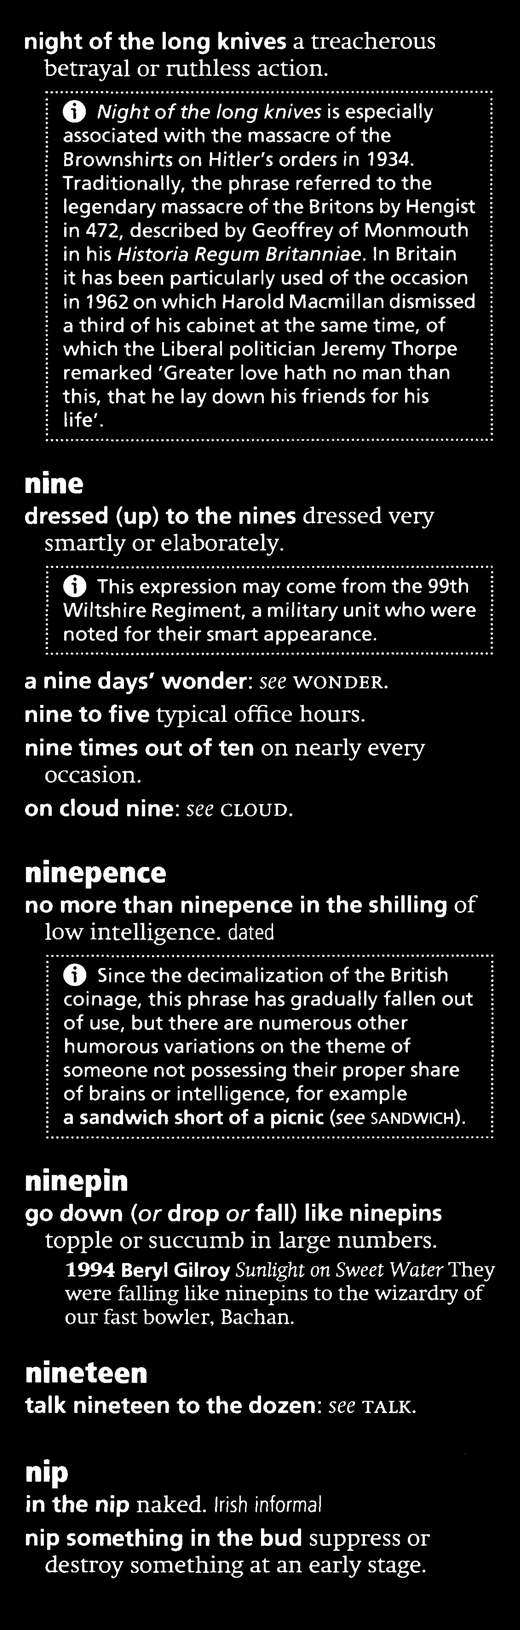 night of the long knives a treacherous
betrayal or ruthless action.
ⓘ Night of the long knives is especially
associated with the massacre of the
Brownshirts on Hitler's orders in 1934.
Traditionally, the phrase referred to the
legendary massacre of the Britons by Hengist
in 472, described by Geoffrey of Monmouth
in his Historia Regum Britanniae. In Britain
it has been particularly used of the occasion
in 1962 on which Harold Macmillan dismissed
a third of his cabinet at the same time, of
which the Liberal politician Jeremy Thorpe
remarked 'Greater love hath no man than
this, that he lay down his friends for his
life'.
nine
dressed (up) to the nines dressed very
smartly or elaborately.
ⓘ This expression may come from the 99th
Wiltshire Regiment, a military unit who were
noted for their smart appearance.
a nine days' wonder: see WONDER.
nine to five typical office hours.
nine times out of ten on nearly every
occasion.
on cloud nine: see CLOUD.
ninepence
no more than ninepence in the shilling of
low intelligence. dated
ⓘ Since the decimalization of the British
coinage, this phrase has gradually fallen out
of use, but there are numerous other
humorous variations on the theme of
someone not possessing their proper share
of brains or intelligence, for example
a sandwich short of a picnic (see SANDWICH).
ninepin
go down (or drop or fall) like ninepins
topple or succumb in large numbers.
1994 Beryl Gilroy Sunlight on Sweet Water They
were falling like ninepins to the wizardry of
our fast bowler, Bachan.
nineteen
talk nineteen to the dozen: see TALK.
nip
in the nip naked. Irish informal
nip something in the bud suppress or
destroy something at an early stage.